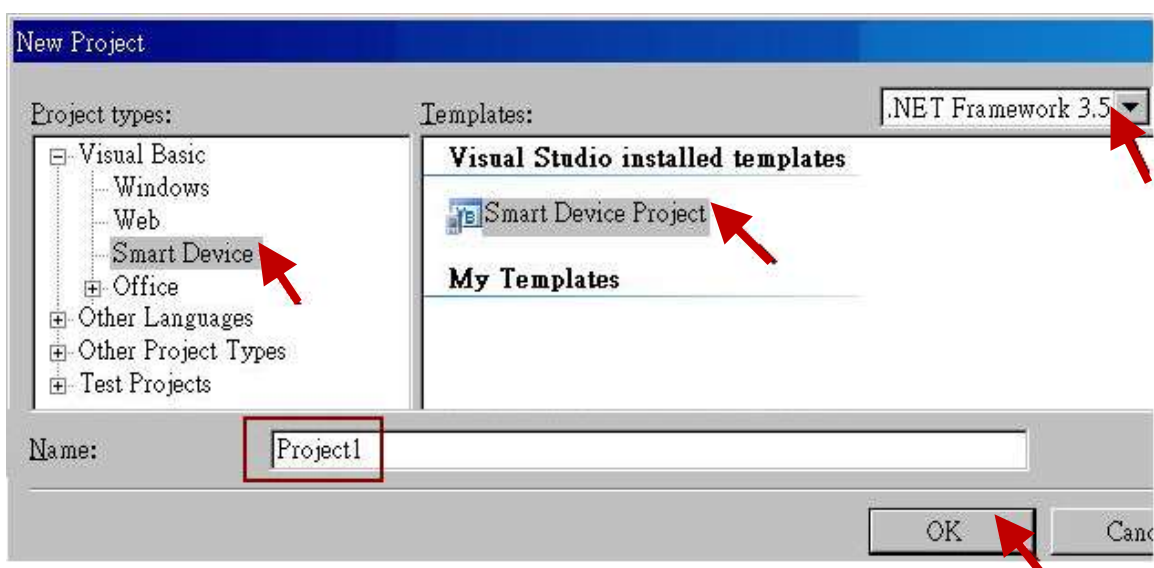 New Project
Project types:
Templates:
.NET Framework 3.5
Visual Basic
Windows
Web
Smart Device
Office
Other Languages
Other Project Types
Test Projects
Visual Studio installed templates
Smart Device Project
My Templates
Name:
Project1
OK